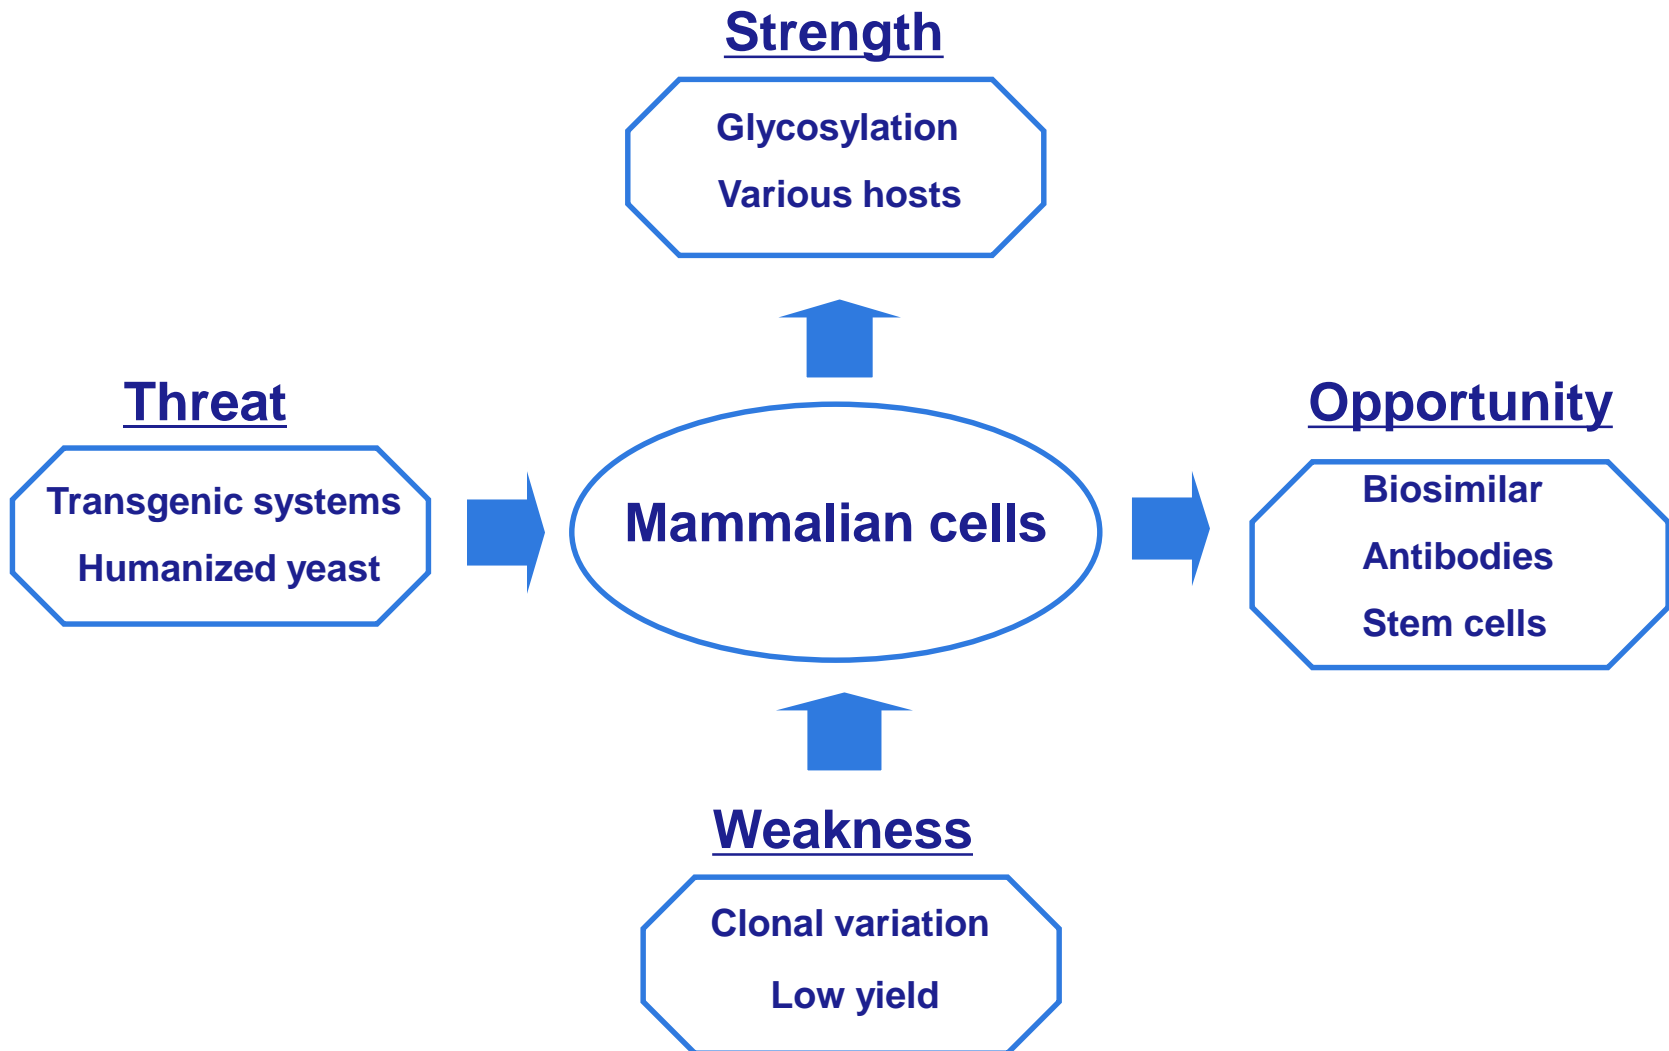 Strength
Glycosylation
Various hosts
Threat
Transgenic systems
Humanized yeast
Mammalian cells
Opportunity
Biosimilar
Antibodies
Stem cells
Weakness
Clonal variation
Low yield